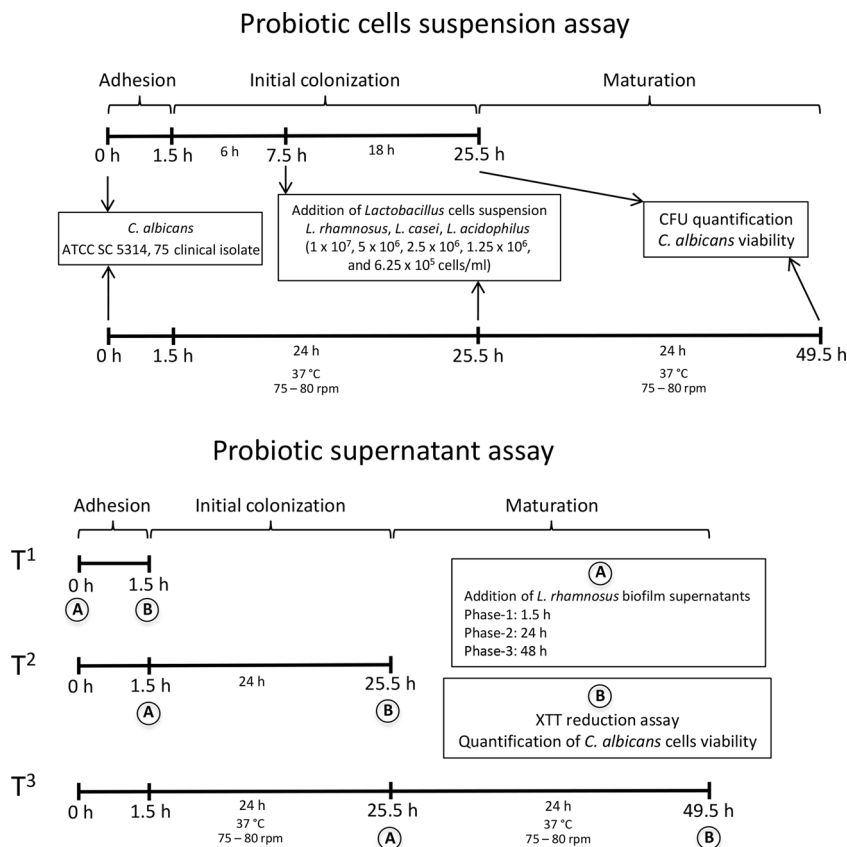 Probiotic cells suspension assay
Adhesion Initial colonization Maturation
6 h 18 h
0 h 1.5 h 7.5 h 25.5 h
C. albicans
ATCC SC 5314, 75 clinical isolate
Addition of Lactobacillus cells suspension
L. rhamnosus, L. casei, L. acidophilus
(1 x 10⁷, 5 x 10⁶, 2.5 x 10⁶, 1.25 x 10⁶,
and 6.25 x 10⁵ cells/ml)
CFU quantification
C. albicans viability
0 h 1.5 h 24 h 25.5 h 24 h 49.5 h
37 °C 37 °C
75 – 80 rpm 75 – 80 rpm
Probiotic supernatant assay
Adhesion Initial colonization Maturation
T¹
0 h 1.5 h
A B
A
Addition of L. rhamnosus biofilm supernatants
Phase-1: 1.5 h
Phase-2: 24 h
Phase-3: 48 h
T²
0 h 1.5 h 24 h 25.5 h
A B
B
XTT reduction assay
Quantification of C. albicans cells viability
T³
0 h 1.5 h 24 h 25.5 h 24 h 49.5 h
37 °C 37 °C
75 – 80 rpm A 75 – 80 rpm B